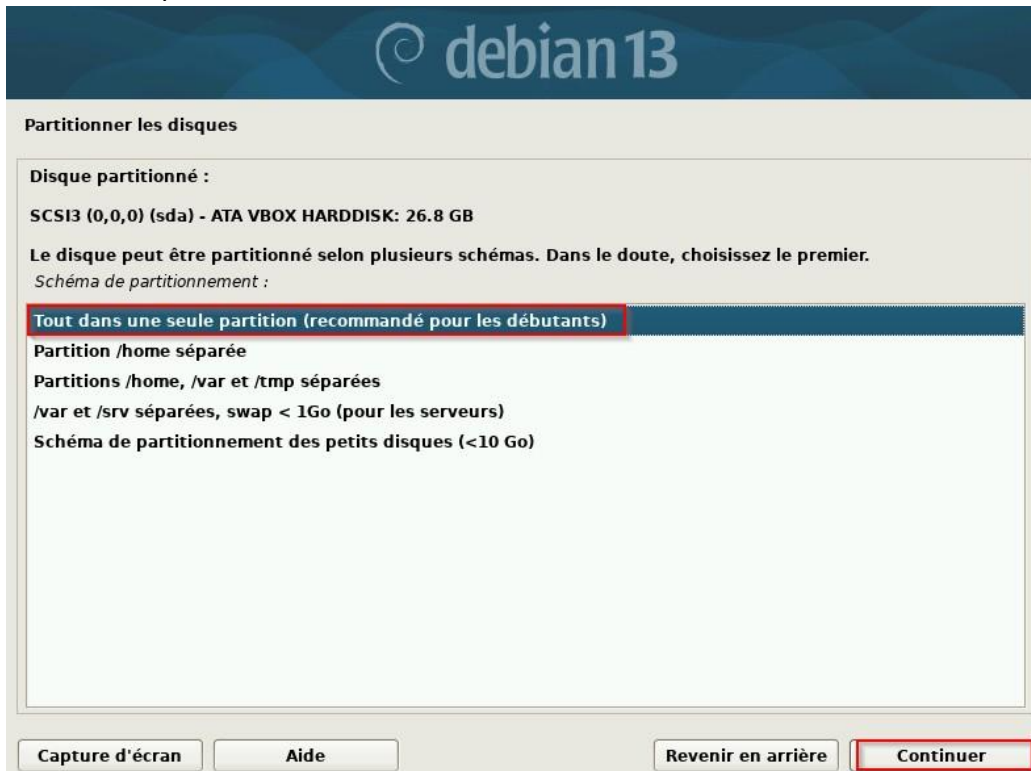 debian 13
Partitionner les disques
Disque partitionné :
SCSI3 (0,0,0) (sda) - ATA VBOX HARDDISK: 26.8 GB
Le disque peut être partitionné selon plusieurs schémas. Dans le doute, choisissez le premier.
Schéma de partitionnement :
Tout dans une seule partition (recommandé pour les débutants)
Partition /home séparée
Partitions /home, /var et /tmp séparées
/var et /srv séparées, swap < 1Go (pour les serveurs)
Schéma de partitionnement des petits disques (<10 Go)
Capture d'écran Aide Revenir en arrière Continuer